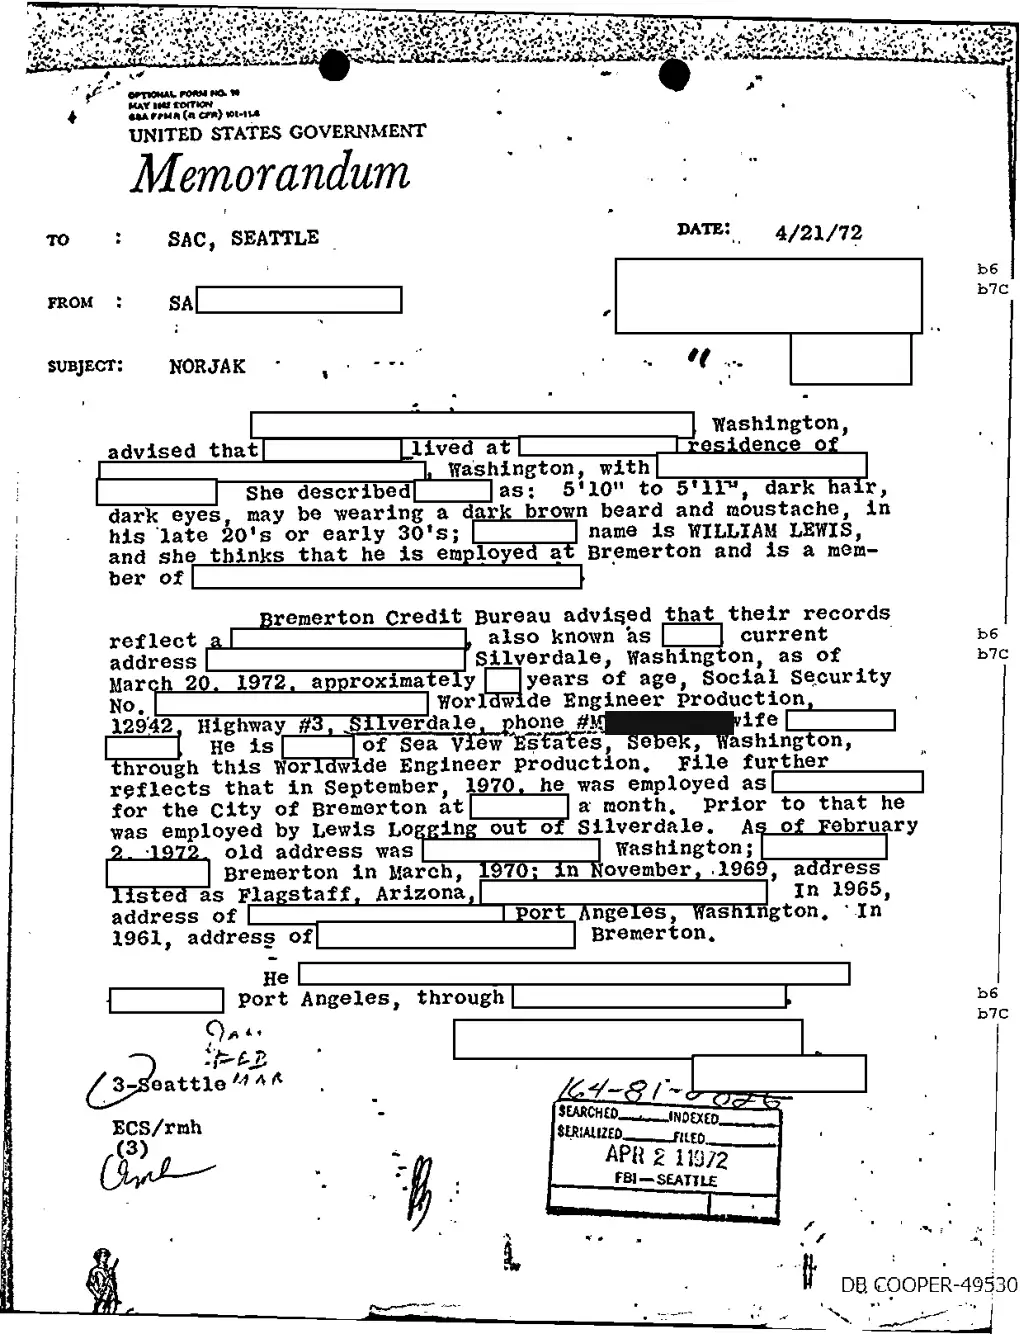 OPTIONAL FORM NO. 10
MAY 1962 EDITION
GSA FPMR (41 CFR) 101-11.6
UNITED STATES GOVERNMENT
Memorandum
TO : SAC, SEATTLE
DATE: 4/21/72
b6
b7C
FROM : SA
SUBJECT: NORJAK
Washington,
advised that lived at residence of
, Washington, with
She described as: 5'10" to 5'11", dark hair,
dark eyes, may be wearing a dark brown beard and moustache, in
his late 20's or early 30's; name is WILLIAM LEWIS,
and she thinks that he is employed at Bremerton and is a mem-
ber of
Bremerton Credit Bureau advised that their records
reflect a , also known as current
b6
address Silverdale, Washington, as of
b7C
March 20, 1972, approximately years of age, Social Security
No. Worldwide Engineer Production,
12942, Highway #3, Silverdale, phone #M wife
He is of Sea View Estates, Sebek, Washington,
through this Worldwide Engineer Production. File further
reflects that in September, 1970, he was employed as
for the City of Bremerton at a month. Prior to that he
was employed by Lewis Logging out of Silverdale. As of February
2, 1972, old address was Washington;
Bremerton in March, 1970; in November, 1969, address
listed as Flagstaff, Arizona, In 1965,
address of Port Angeles, Washington. In
1961, address of Bremerton.
He
b6
Port Angeles, through
b7C
JAN
FEB
MAR
3-Seattle
164-81-
ECS/rmh
(3)
SEARCHED INDEXED
SERIALIZED FILED
APR 21 1972
FBI - SEATTLE
DB COOPER-49530